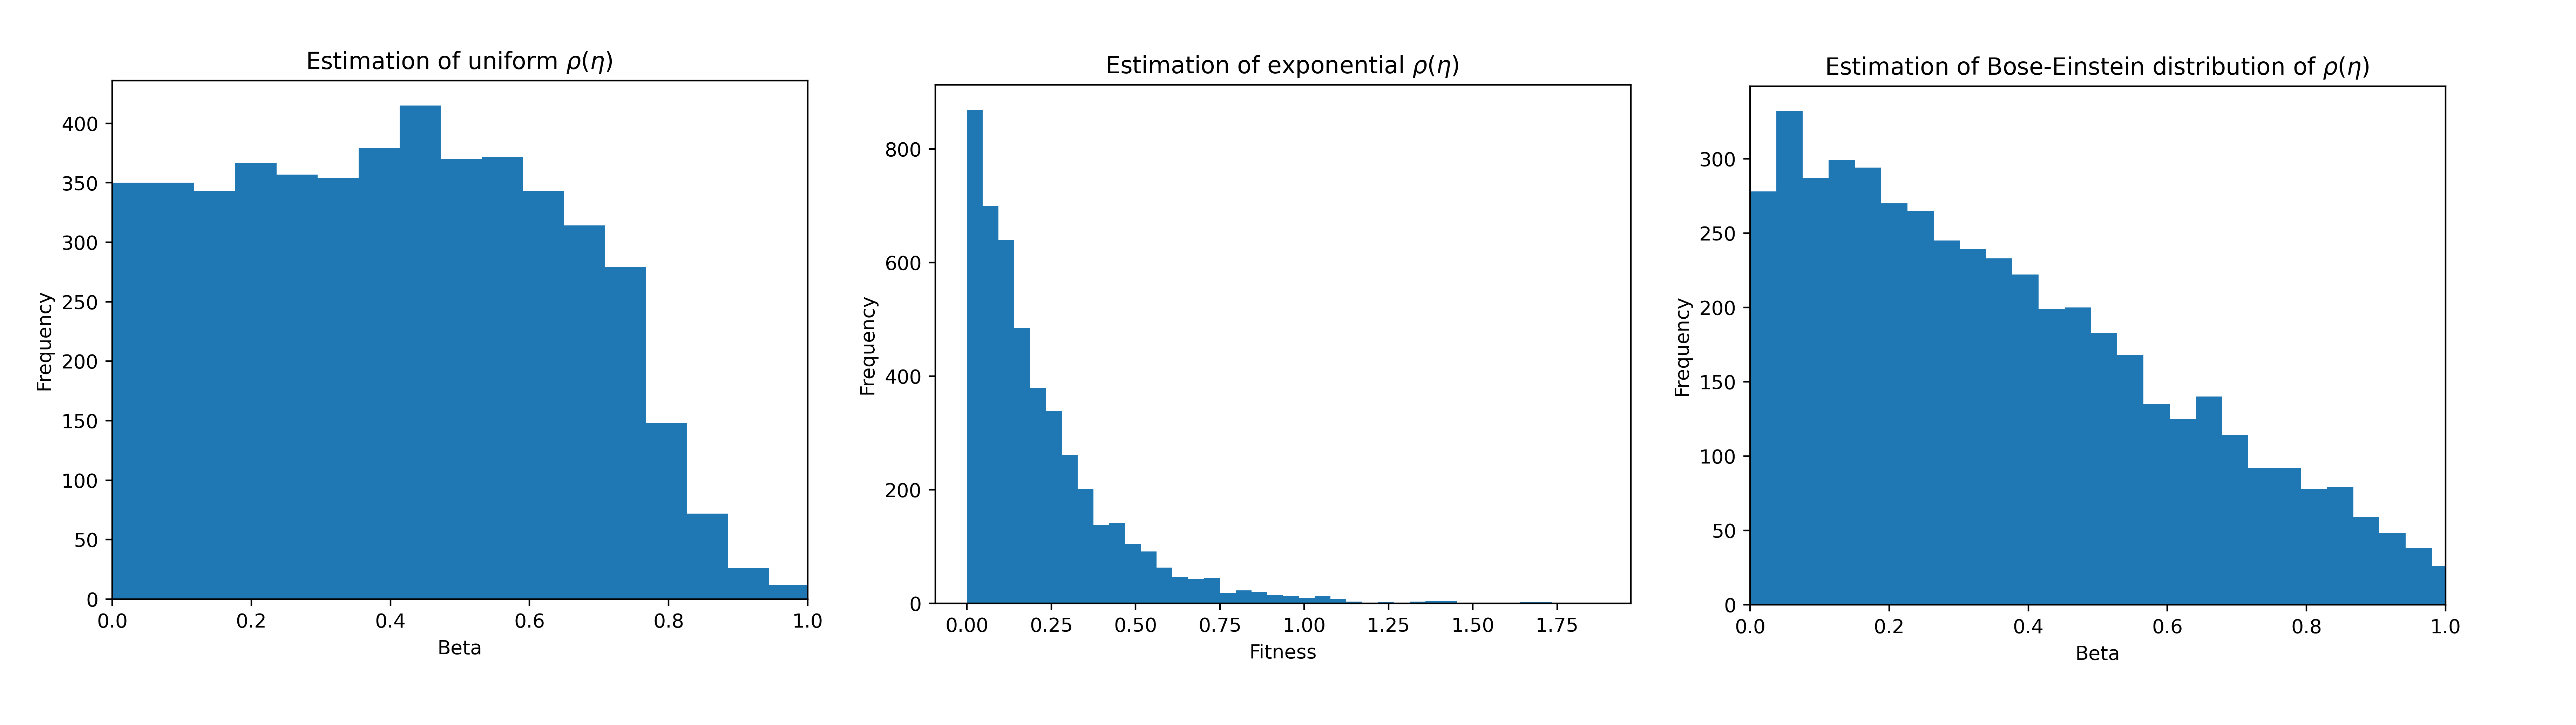 Estimation of uniform ρ(η)
Frequency
400
350
300
250
200
150
100
50
0
0.0 0.2 0.4 0.6 0.8 1.0
Beta
Estimation of exponential ρ(η)
Frequency
800
600
400
200
0
0.00 0.25 0.50 0.75 1.00 1.25 1.50 1.75
Fitness
Estimation of Bose-Einstein distribution of ρ(η)
Frequency
300
250
200
150
100
50
0
0.0 0.2 0.4 0.6 0.8 1.0
Beta